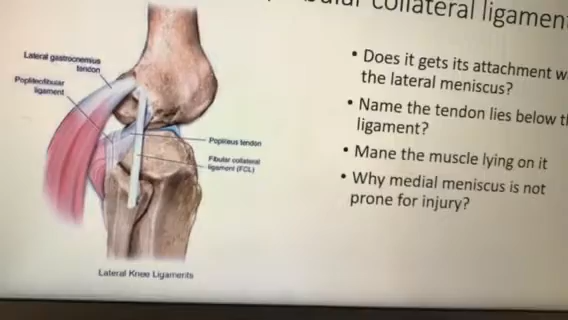 collateral ligament
Lateral gastrocnemius
tendon
Popliteofibular
ligament
Popliteus tendon
Fibular collateral
ligament (FCL)
Lateral Knee Ligaments
• Does it gets its attachment
the lateral meniscus?
• Name the tendon lies below
ligament?
• Mane the muscle lying on it
• Why medial meniscus is not
prone for injury?